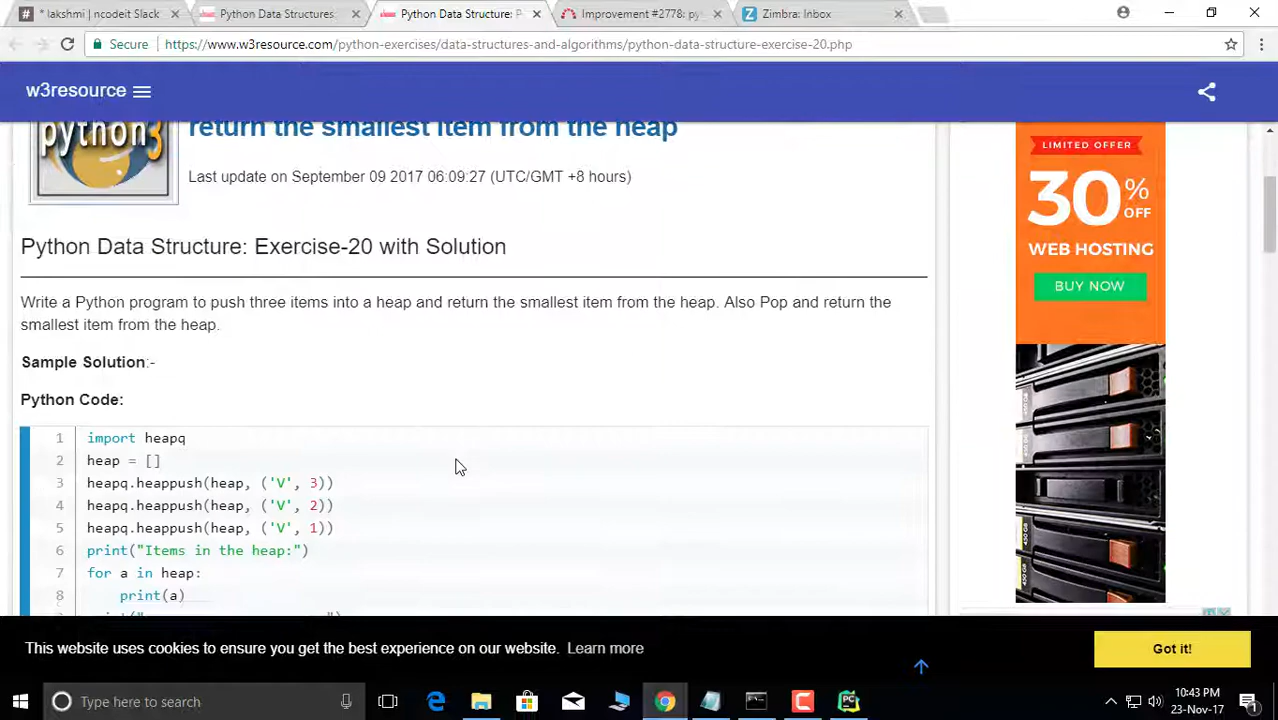 * lakshmi | ncodeit Slack
Python Data Structures:
Python Data Structure: P
Improvement #2778: py
Zimbra: Inbox
Secure
https://www.w3resource.com/python-exercises/data-structures-and-algorithms/python-data-structure-exercise-20.php
w3resource
python3
return the smallest item from the heap
Last update on September 09 2017 06:09:27 (UTC/GMT +8 hours)
Python Data Structure: Exercise-20 with Solution
Write a Python program to push three items into a heap and return the smallest item from the heap. Also Pop and return the
smallest item from the heap.
Sample Solution:-
Python Code:
1 import heapq
2 heap = []
3 heapq.heappush(heap, ('V', 3))
4 heapq.heappush(heap, ('V', 2))
5 heapq.heappush(heap, ('V', 1))
6 print("Items in the heap:")
7 for a in heap:
8 print(a)
LIMITED OFFER
30% OFF
WEB HOSTING
BUY NOW
This website uses cookies to ensure you get the best experience on our website. Learn more
Got it!
Type here to search
10:43 PM
23-Nov-17